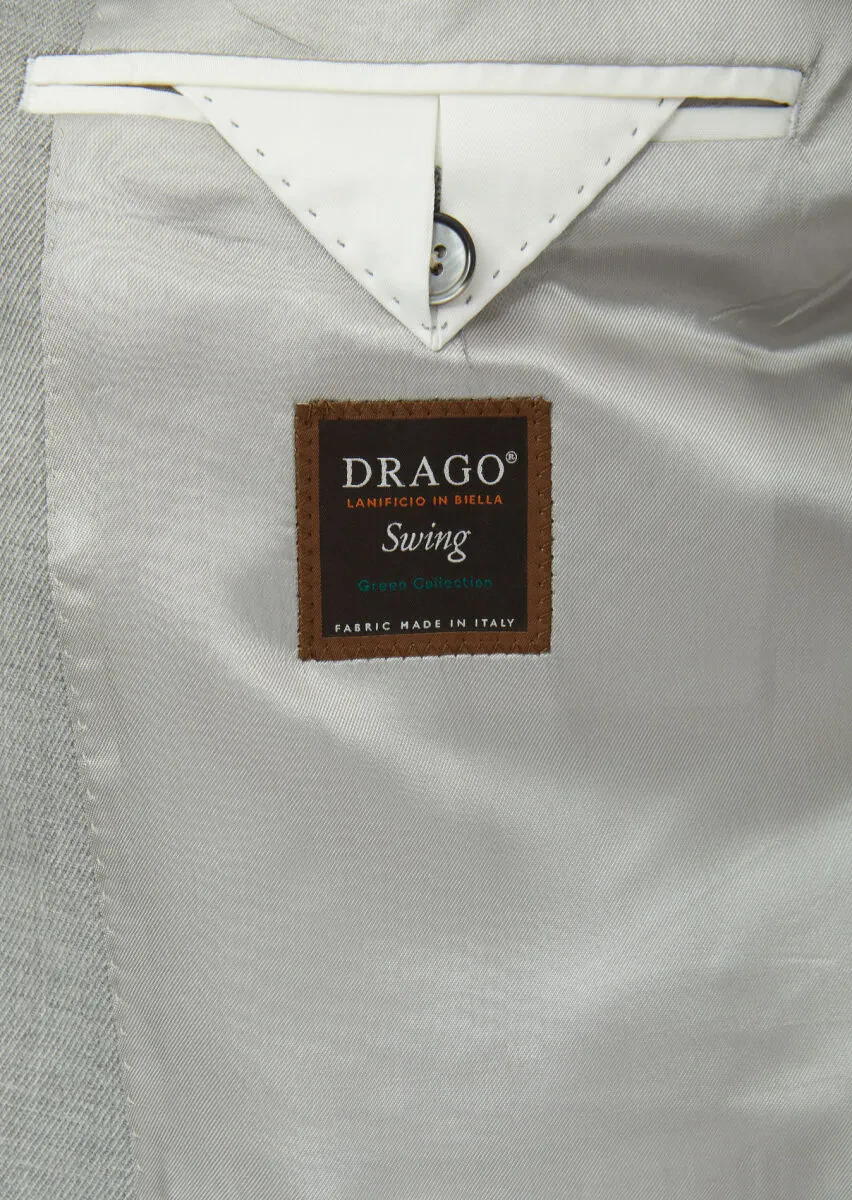 DRAGO®
LANIFICIO IN BIELLA
Swing
Green Collection
FABRIC MADE IN ITALY